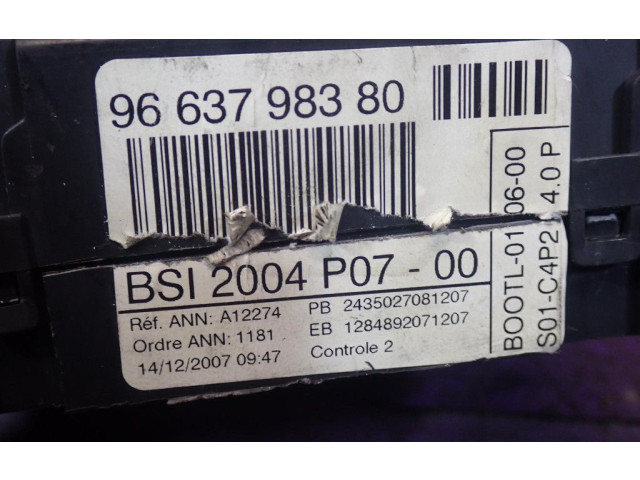 96 637 983 80
BSI 2004 P07 - 00
Réf. ANN: A12274
PB 2435027081207
Ordre ANN: 1181
EB 1284892071207
14/12/2007 09:47
Controle 2
BOOTL-01 06-00
S01-C4P2 4.0 P